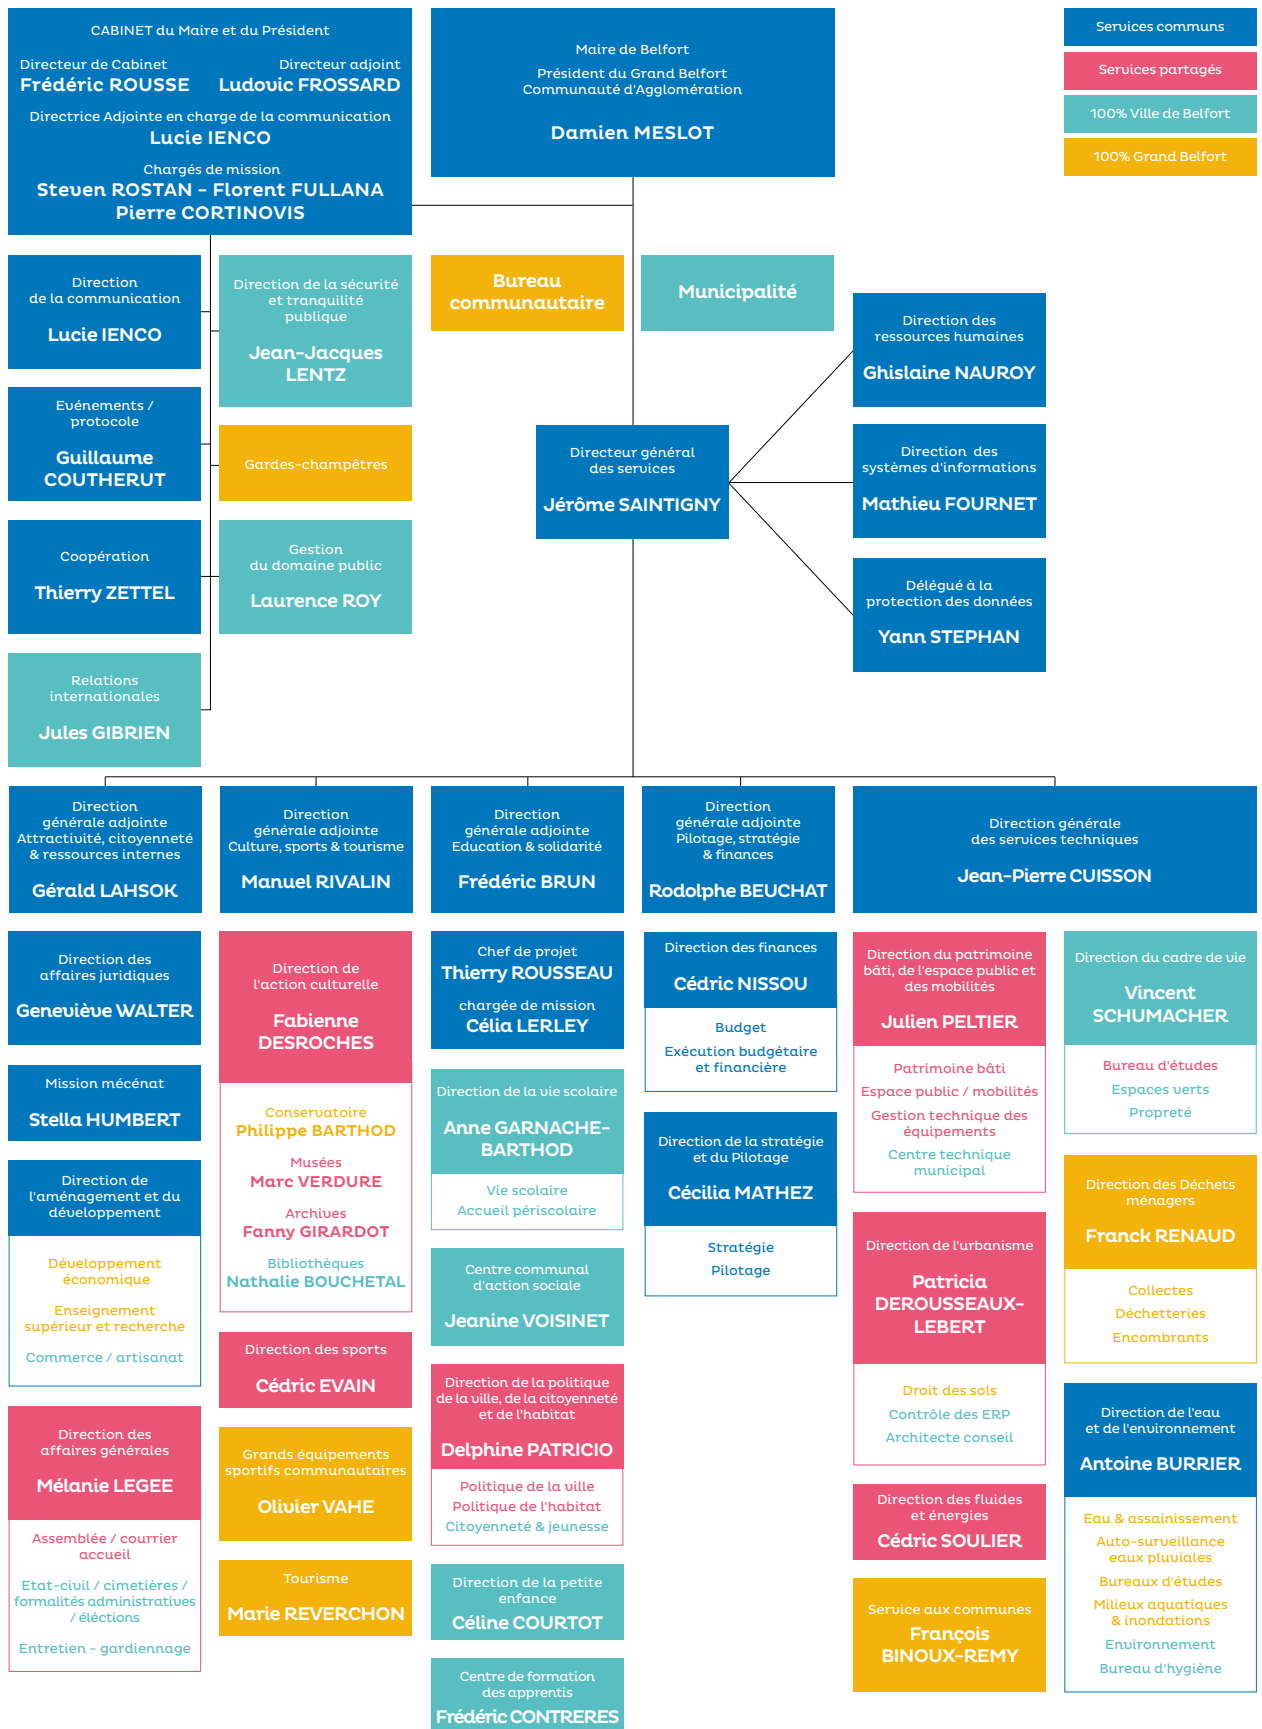 CABINET du Maire et du Président
Directeur de Cabinet
Frédéric ROUSSE
Directeur adjoint
Ludovic FROSSARD
Directrice Adjointe en charge de la communication
Lucie IENCO
Chargés de mission
Steven ROSTAN - Florent FULLANA
Pierre CORTINOVIS
Maire de Belfort
Président du Grand Belfort
Communauté d'Agglomération
Damien MESLOT
Services communs
Services partagés
100% Ville de Belfort
100% Grand Belfort
Direction
de la communication
Lucie IENCO
Direction de la sécurité
et tranquilité
publique
Jean-Jacques
LENTZ
Bureau
communautaire
Municipalité
Evénements /
protocole
Guillaume
COUTHERUT
Gardes-champêtres
Coopération
Thierry ZETTEL
Gestion
du domaine public
Laurence ROY
Relations
internationales
Jules GIBRIEN
Directeur général
des services
Jérôme SAINTIGNY
Direction des
ressources humaines
Ghislaine NAUROY
Direction des
systèmes d'informations
Mathieu FOURNET
Délégué à la
protection des données
Yann STEPHAN
Direction
générale adjointe
Attractivité, citoyenneté
& ressources internes
Gérald LAHSOK
Direction
générale adjointe
Culture, sports & tourisme
Manuel RIVALIN
Direction
générale adjointe
Education & solidarité
Frédéric BRUN
Direction
générale adjointe
Pilotage, stratégie
& finances
Rodolphe BEUCHAT
Direction générale
des services techniques
Jean-Pierre CUISSON
Direction des
affaires juridiques
Geneviève WALTER
Mission mécénat
Stella HUMBERT
Direction de
l'aménagement et du
développement
Développement
économique
Enseignement
supérieur et recherche
Commerce / artisanat
Direction des
affaires générales
Mélanie LEGEE
Assemblée / courrier
accueil
Etat-civil / cimetières /
formalités administratives
/ éléctions
Entretien - gardiennage
Direction de
l'action culturelle
Fabienne
DESROCHES
Conservatoire
Philippe BARTHOD
Musées
Marc VERDURE
Archives
Fanny GIRARDOT
Bibliothèques
Nathalie BOUCHETAL
Direction des sports
Cédric EVAIN
Grands équipements
sportifs communautaires
Olivier VAHE
Tourisme
Marie REVERCHON
Chef de projet
Thierry ROUSSEAU
chargée de mission
Célia LERLEY
Direction de la vie scolaire
Anne GARNACHE-
BARTHOD
Vie scolaire
Accueil périscolaire
Centre communal
d'action sociale
Jeanine VOISINET
Direction de la politique
de la ville, de la citoyenneté
et de l'habitat
Delphine PATRICIO
Politique de la ville
Politique de l'habitat
Citoyenneté & jeunesse
Direction de la petite
enfance
Céline COURTOT
Centre de formation
des apprentis
Frédéric CONTRERES
Direction des finances
Cédric NISSOU
Budget
Exécution budgétaire
et financière
Direction de la stratégie
et du Pilotage
Cécilia MATHEZ
Stratégie
Pilotage
Direction du patrimoine
bâti, de l'espace public et
des mobilités
Julien PELTIER
Patrimoine bâti
Espace public / mobilités
Gestion technique des
équipements
Centre technique
municipal
Direction de l'urbanisme
Patricia
DEROUSSEAUX-
LEBERT
Droit des sols
Contrôle des ERP
Architecte conseil
Direction des fluides
et énergies
Cédric SOULIER
Service aux communes
François
BINOUX-REMY
Direction du cadre de vie
Vincent
SCHUMACHER
Bureau d'études
Espaces verts
Propreté
Direction des Déchets
ménagers
Franck RENAUD
Collectes
Déchetteries
Encombrants
Direction de l'eau
et de l'environnement
Antoine BURRIER
Eau & assainissement
Auto-surveillance
eaux pluviales
Bureaux d'études
Milieux aquatiques
& inondations
Environnement
Bureau d'hygiène